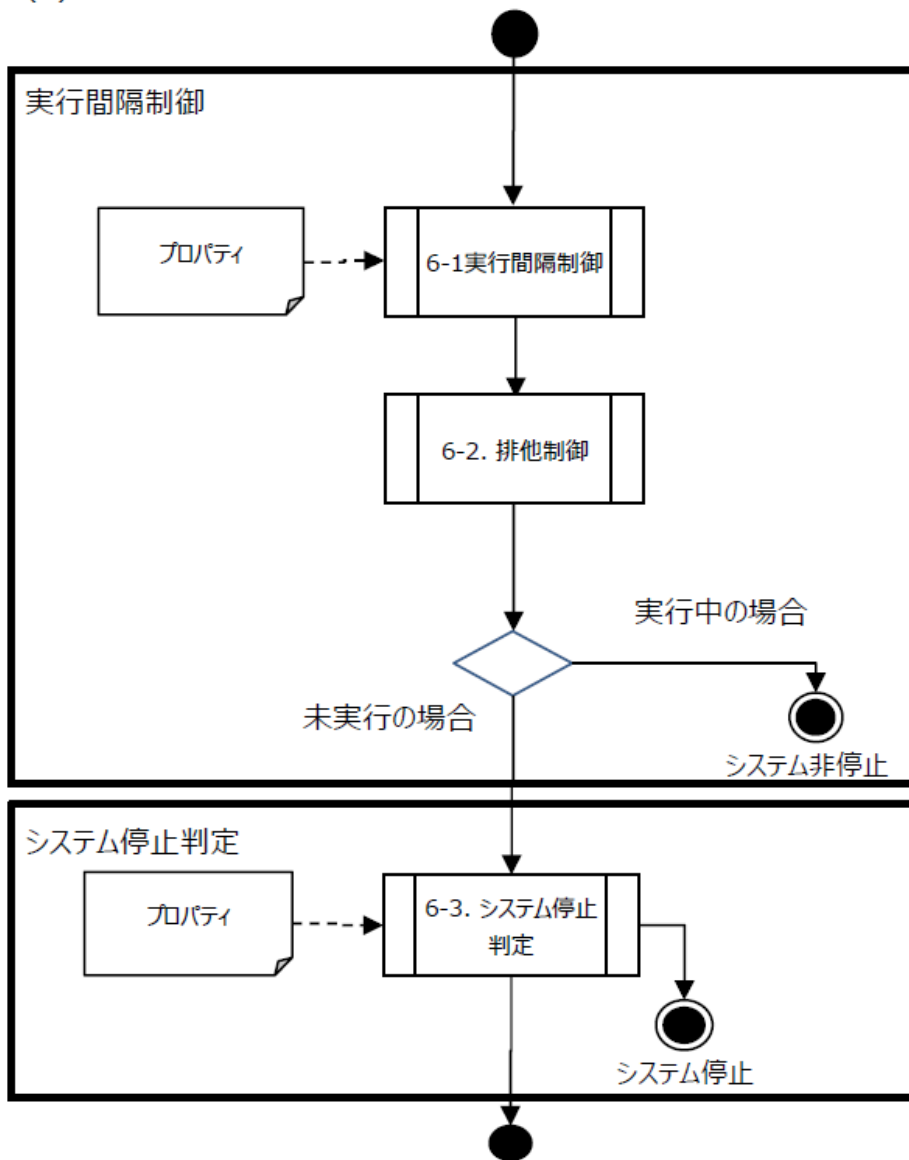 実行間隔制御
プロパティ
6-1実行間隔制御
6-2. 排他制御
実行中の場合
未実行の場合
システム非停止
システム停止判定
プロパティ
6-3. システム停止
判定
システム停止